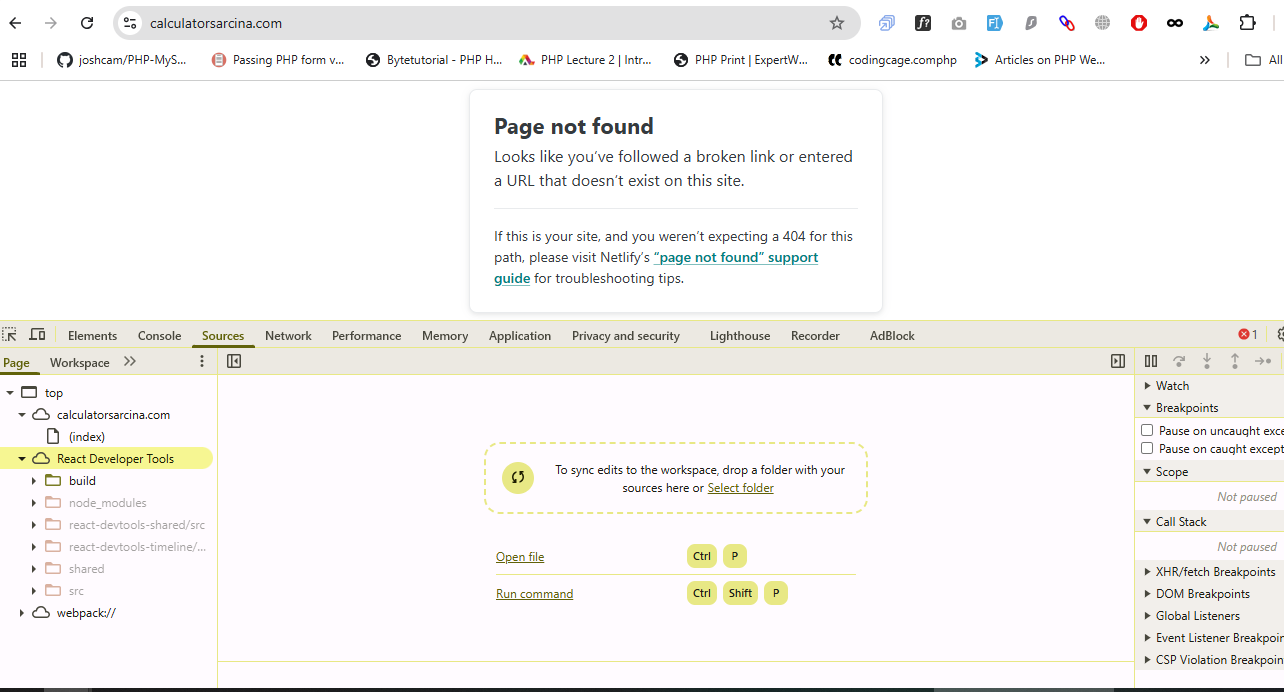 calculatorsarcina.com
joshcam/PHP-MyS...
Passing PHP form v...
Bytetutorial - PHP H...
PHP Lecture 2 | Intr...
PHP Print | ExpertW...
codingcage.comphp
Articles on PHP We...
All
Page not found
Looks like you've followed a broken link or entered
a URL that doesn't exist on this site.
If this is your site, and you weren't expecting a 404 for this
path, please visit Netlify's "page not found" support
guide for troubleshooting tips.
Elements Console Sources Network Performance Memory Application Privacy and security Lighthouse Recorder AdBlock 1
Page Workspace
top
calculatorsarcina.com
(index)
React Developer Tools
build
node_modules
react-devtools-shared/src
react-devtools-timeline/...
shared
src
webpack://
To sync edits to the workspace, drop a folder with your
sources here or Select folder
Open file Ctrl P
Run command Ctrl Shift P
Watch
Breakpoints
Pause on uncaught exce
Pause on caught except
Scope
Not paused
Call Stack
Not paused
XHR/fetch Breakpoints
DOM Breakpoints
Global Listeners
Event Listener Breakpoin
CSP Violation Breakpoin